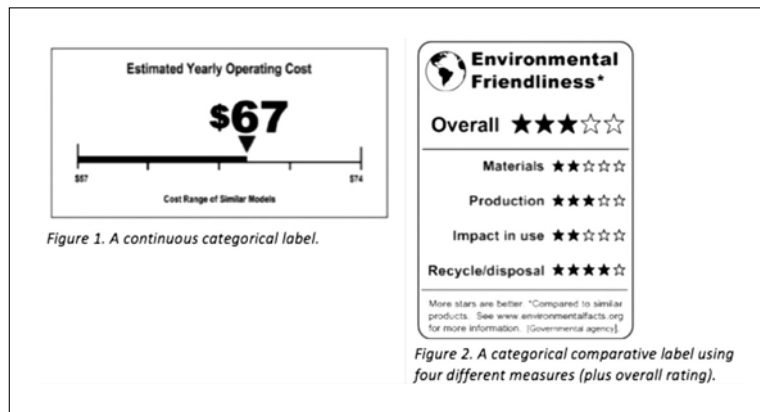 Estimated Yearly Operating Cost
$67
$57
$74
Cost Range of Similar Models
Figure 1. A continuous categorical label.
Environmental
Friendliness*
Overall ★★★☆☆
Materials ★★☆☆☆
Production ★★★☆☆
Impact in use ★★☆☆☆
Recycle/disposal ★★★★☆
More stars are better. *Compared to similar
products. See www.environmentalfacts.org
for more information. [Governmental agency].
Figure 2. A categorical comparative label using
four different measures (plus overall rating).